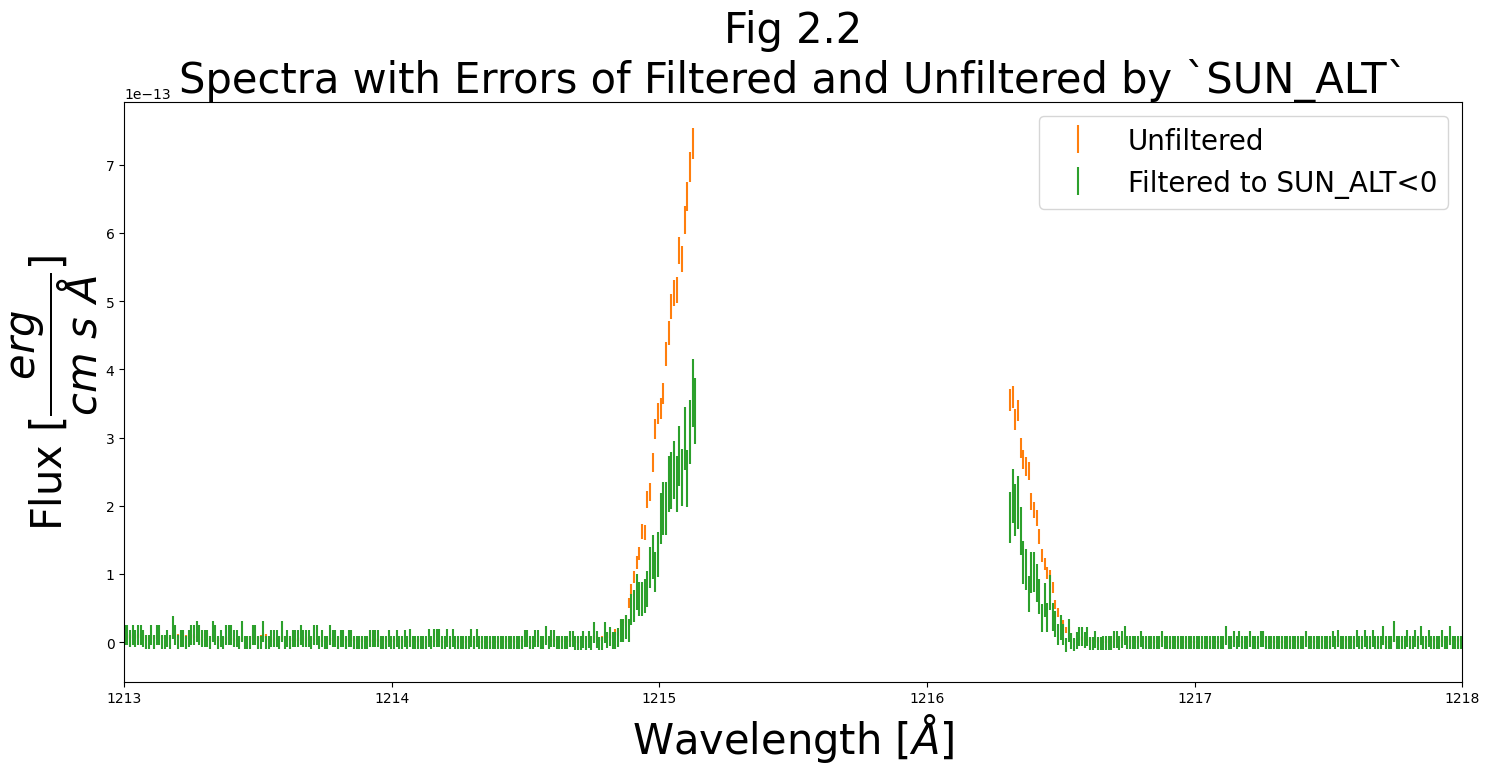 Fig 2.2
Spectra with Errors of Filtered and Unfiltered by `SUN_ALT`
1e−13
Unfiltered
Filtered to SUN_ALT<0
7
6
5
4
3
2
1
0
Flux [erg / cm s Å]
1213 1214 1215 1216 1217 1218
Wavelength [Å]